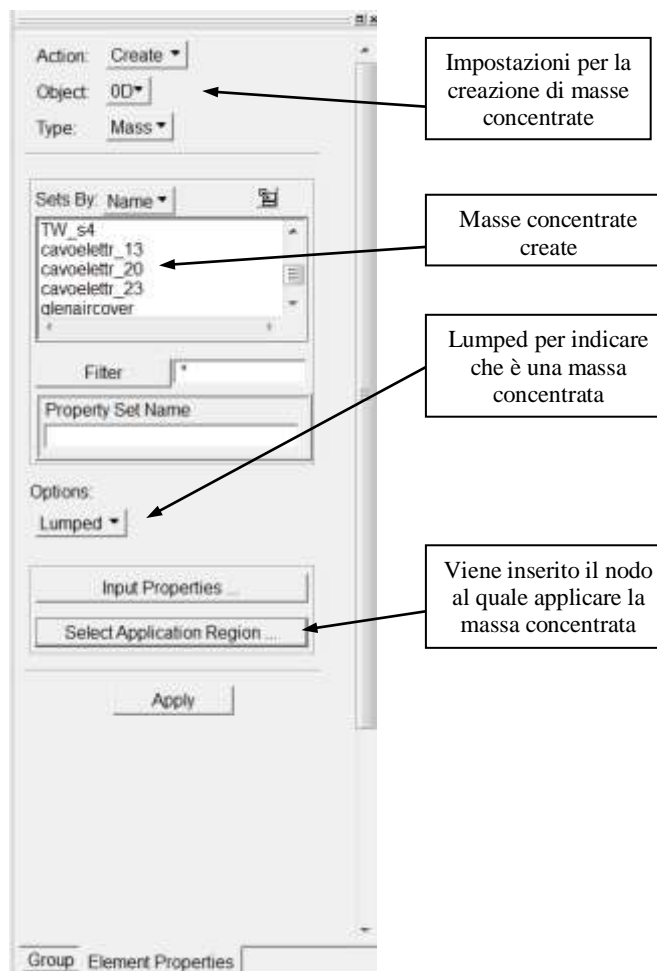 Action: Create
Object: 0D
Type: Mass
Impostazioni per la
creazione di masse
concentrate
Sets By: Name
TW_s4
cavoelettr_13
cavoelettr_20
cavoelettr_23
glenaircover
Masse concentrate
create
Filter *
Property Set Name
Lumped per indicare
che è una massa
concentrata
Options:
Lumped
Input Properties ...
Select Application Region ...
Viene inserito il nodo
al quale applicare la
massa concentrata
Apply
Group Element Properties